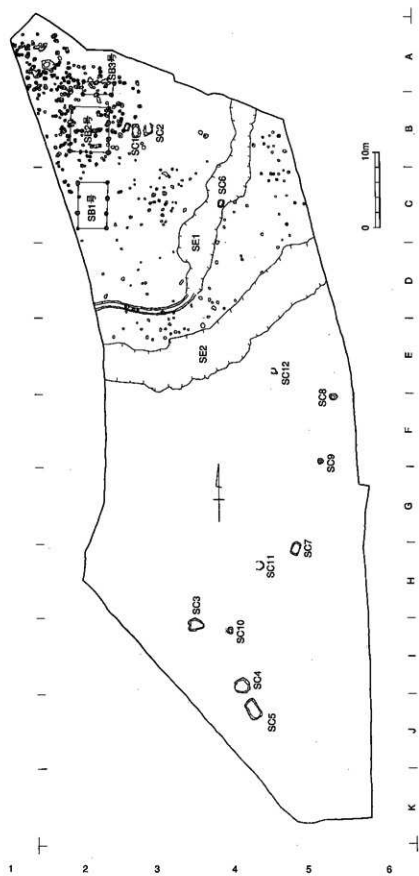 1
2
3
4
5
6
A
B
C
D
E
F
G
H
I
J
K
SB3号
SB2号
SB1号
SC1
SC2
SC6
SE1
SE2
SC12
SC8
SC9
SC7
SC11
SC3
SC10
SC4
SC5
0
10m